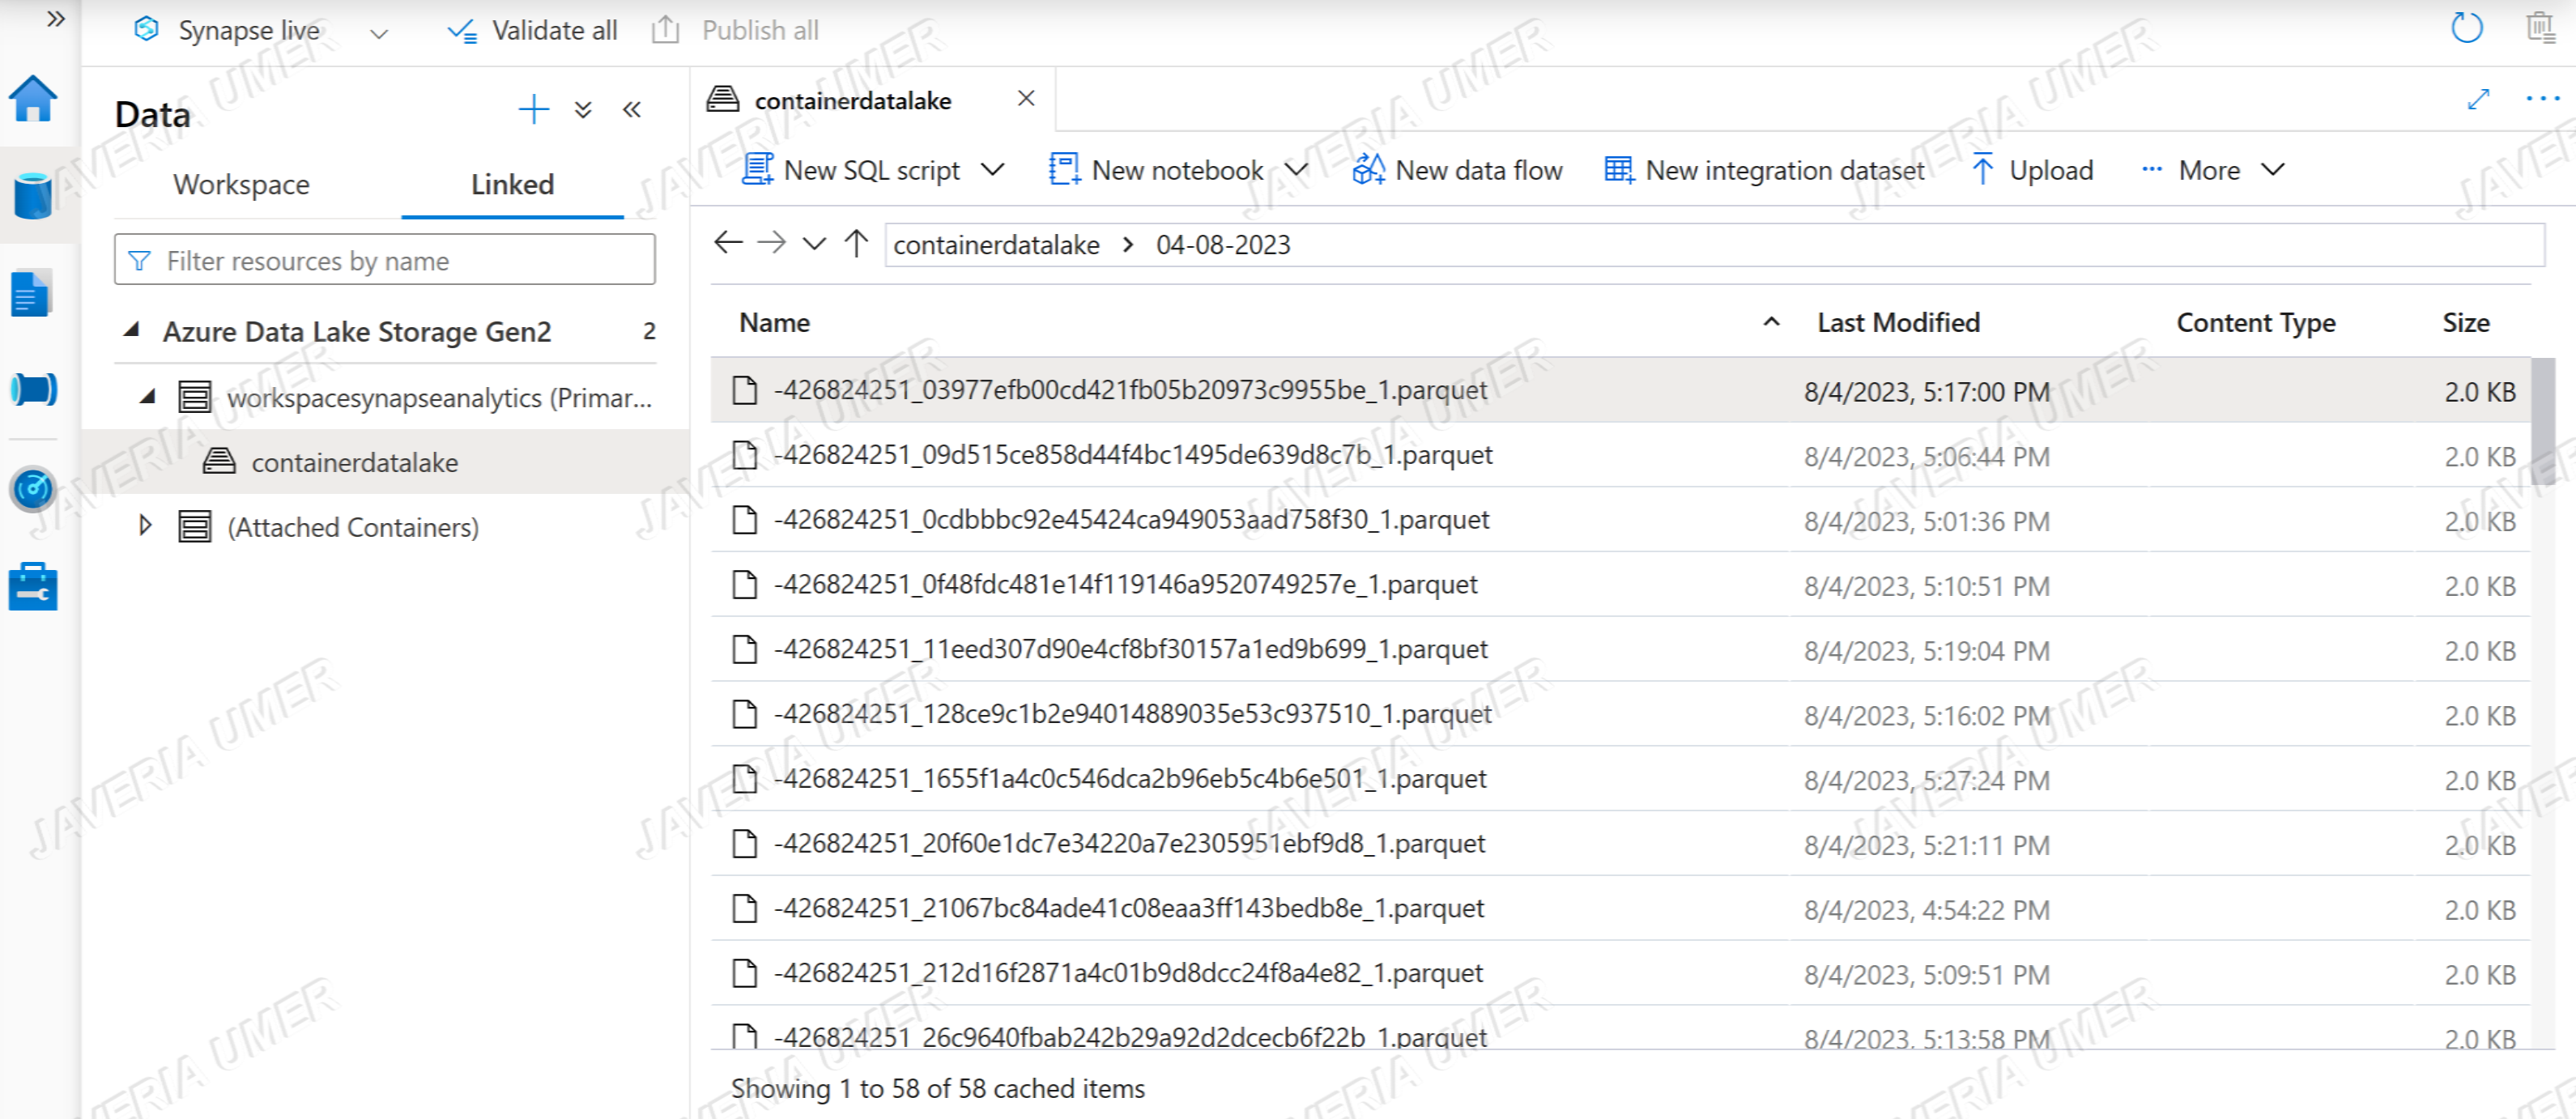 Synapse live
Validate all
Publish all
Data
Workspace
Linked
Filter resources by name
Azure Data Lake Storage Gen2 2
workspacesynapseanalytics (Primar...
containerdatalake
(Attached Containers)
containerdatalake
New SQL script
New notebook
New data flow
New integration dataset
Upload
More
containerdatalake > 04-08-2023
Name Last Modified Content Type Size
-426824251_03977efb00cd421fb05b20973c9955be_1.parquet 8/4/2023, 5:17:00 PM 2.0 KB
-426824251_09d515ce858d44f4bc1495de639d8c7b_1.parquet 8/4/2023, 5:06:44 PM 2.0 KB
-426824251_0cdbbbc92e45424ca949053aad758f30_1.parquet 8/4/2023, 5:01:36 PM 2.0 KB
-426824251_0f48fdc481e14f119146a9520749257e_1.parquet 8/4/2023, 5:10:51 PM 2.0 KB
-426824251_11eed307d90e4cf8bf30157a1ed9b699_1.parquet 8/4/2023, 5:19:04 PM 2.0 KB
-426824251_128ce9c1b2e94014889035e53c937510_1.parquet 8/4/2023, 5:16:02 PM 2.0 KB
-426824251_1655f1a4c0c546dca2b96eb5c4b6e501_1.parquet 8/4/2023, 5:27:24 PM 2.0 KB
-426824251_20f60e1dc7e34220a7e2305951ebf9d8_1.parquet 8/4/2023, 5:21:11 PM 2.0 KB
-426824251_21067bc84ade41c08eaa3ff143bedb8e_1.parquet 8/4/2023, 4:54:22 PM 2.0 KB
-426824251_212d16f2871a4c01b9d8dcc24f8a4e82_1.parquet 8/4/2023, 5:09:51 PM 2.0 KB
-426824251_26c9640fbab242b29a92d2dcecb6f22b_1.parquet 8/4/2023, 5:13:58 PM 2.0 KB
Showing 1 to 58 of 58 cached items
JAVERIA UMER